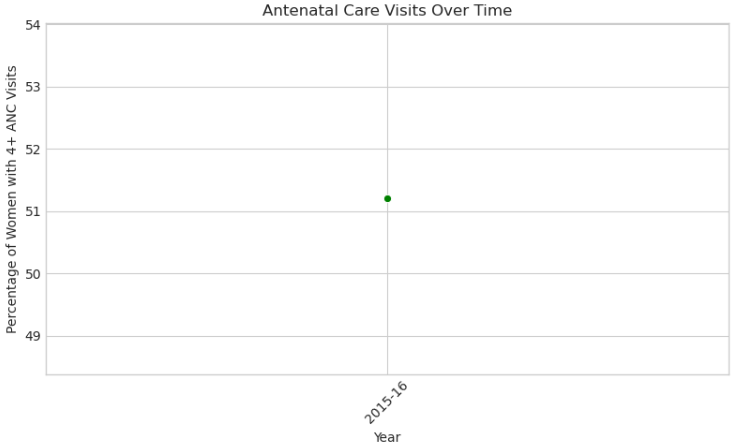 Antenatal Care Visits Over Time
Percentage of Women with 4+ ANC Visits
54
53
52
51
50
49
2015-16
Year